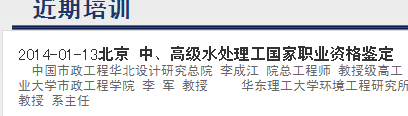 近期培训
2014-01-13北京 中、高级水处理工国家职业资格鉴定
中国市政工程华北设计研究总院 李成江 院总工程师 教授级高工
业大学市政工程学院 李 军 教授 华东理工大学环境工程研究所
教授 系主任